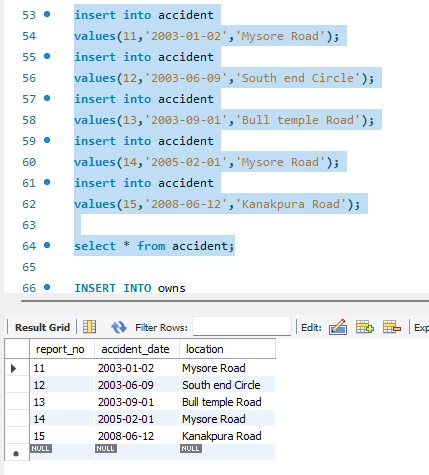 53 insert into accident
54 values(11,'2003-01-02','Mysore Road');
55 insert into accident
56 values(12,'2003-06-09','South end Circle');
57 insert into accident
58 values(13,'2003-09-01','Bull temple Road');
59 insert into accident
60 values(14,'2005-02-01','Mysore Road');
61 insert into accident
62 values(15,'2008-06-12','Kanakpura Road');
63
64 select * from accident;
65
66 INSERT INTO owns
Result Grid Filter Rows: Edit: Exp
report_no accident_date location
11 2003-01-02 Mysore Road
12 2003-06-09 South end Circle
13 2003-09-01 Bull temple Road
14 2005-02-01 Mysore Road
15 2008-06-12 Kanakpura Road
NULL NULL NULL